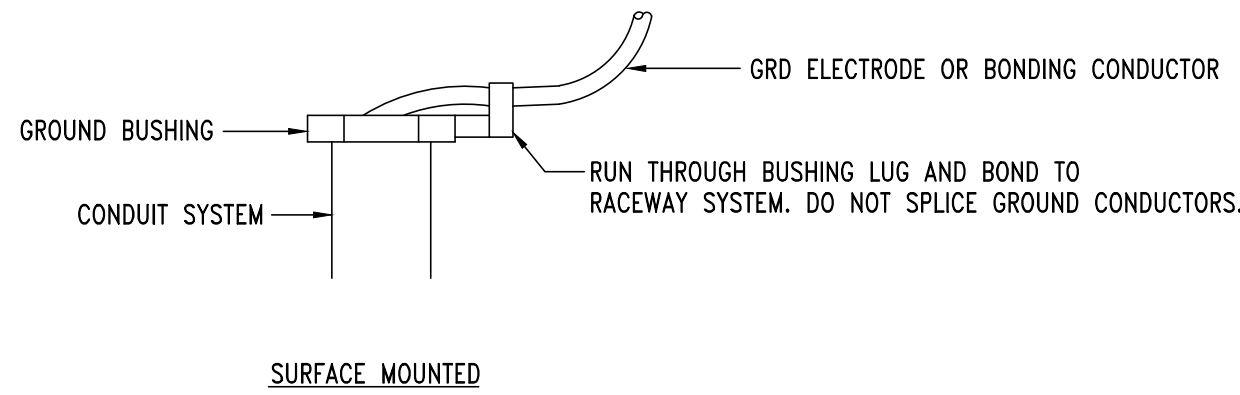 GRD ELECTRODE OR BONDING CONDUCTOR
GROUND BUSHING
RUN THROUGH BUSHING LUG AND BOND TO
RACEWAY SYSTEM. DO NOT SPLICE GROUND CONDUCTORS.
CONDUIT SYSTEM
SURFACE MOUNTED